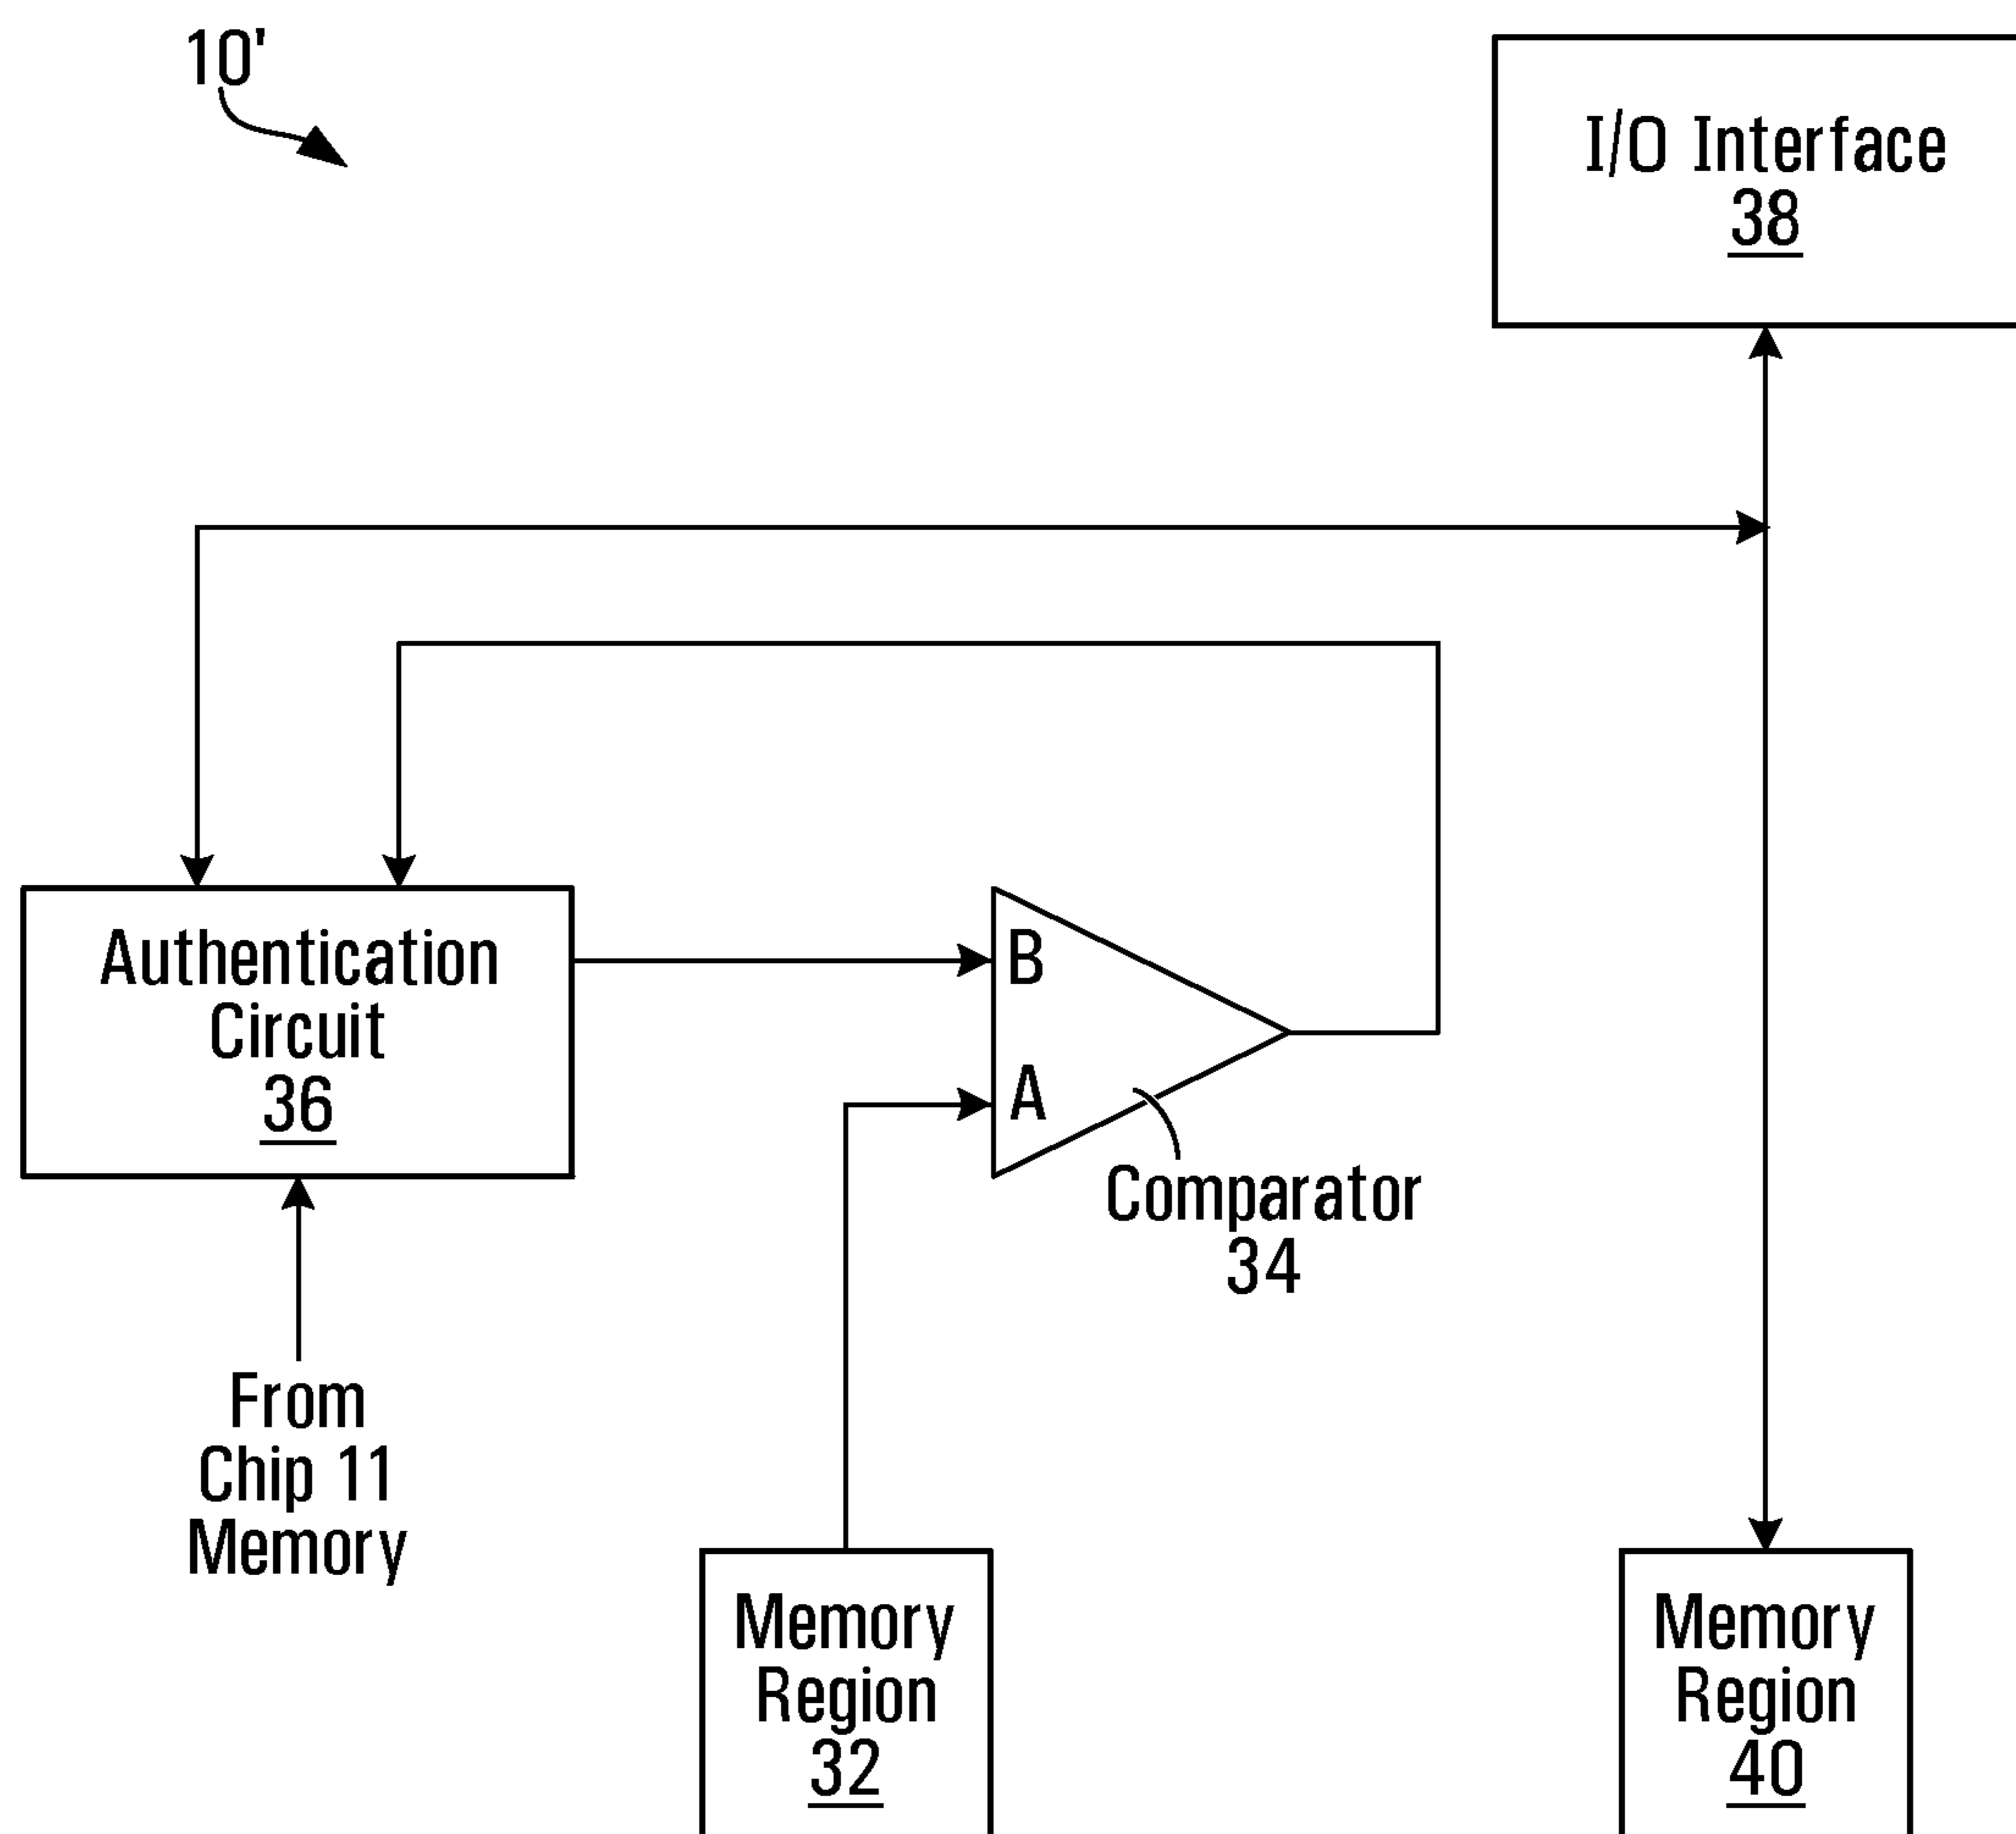 10'
I/O Interface
38
Authentication
Circuit
36
B
A
Comparator
34
From
Chip 11
Memory
Memory
Region
32
Memory
Region
40